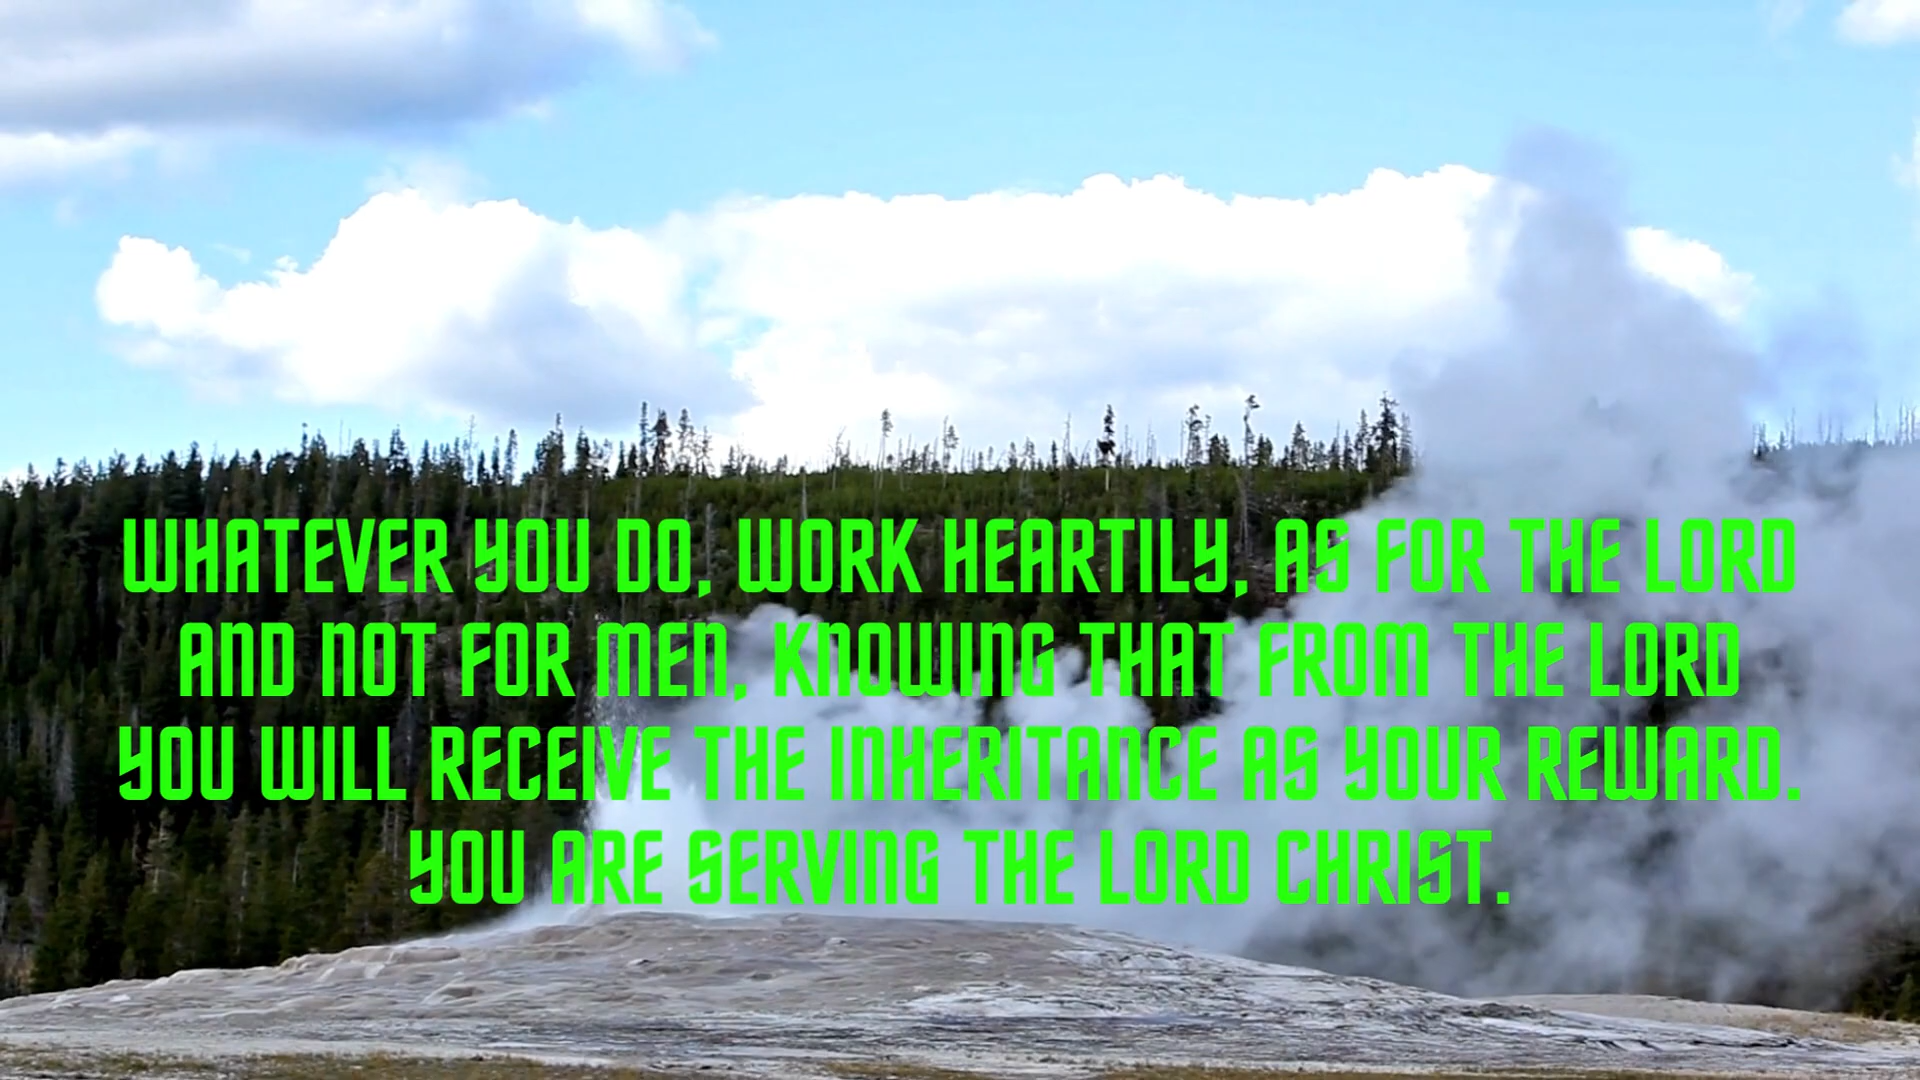 WHATEVER YOU DO, WORK HEARTILY, AS FOR THE LORD
AND NOT FOR MEN, KNOWING THAT FROM THE LORD
YOU WILL RECEIVE THE INHERITANCE AS YOUR REWARD.
YOU ARE SERVING THE LORD CHRIST.